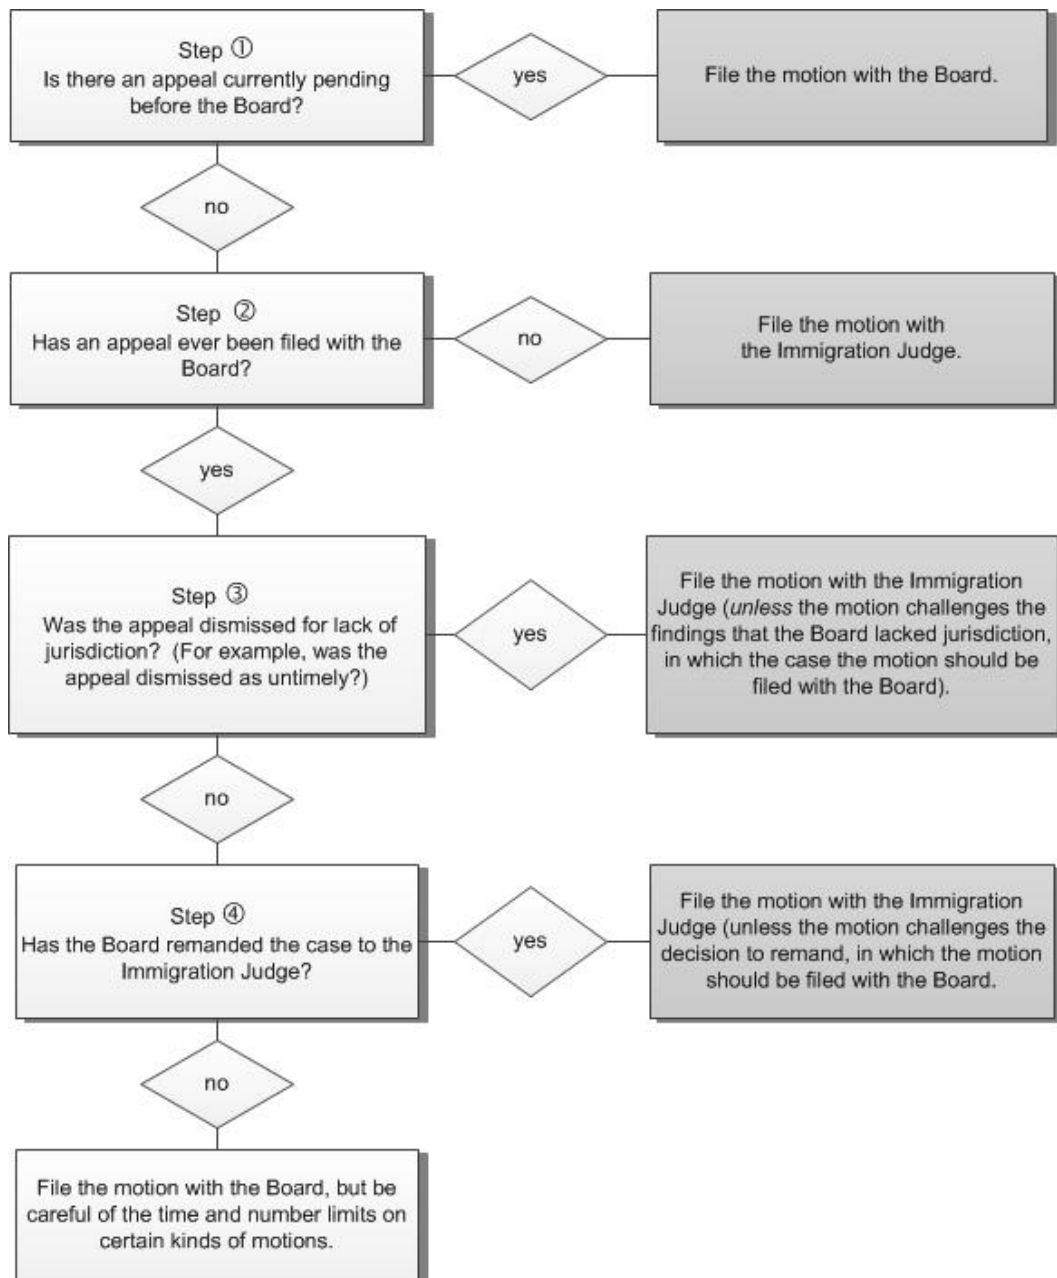 Step ①
Is there an appeal currently pending
before the Board?
yes
File the motion with the Board.
no
Step ②
Has an appeal ever been filed with the
Board?
no
File the motion with
the Immigration Judge.
yes
Step ③
Was the appeal dismissed for lack of
jurisdiction? (For example, was the
appeal dismissed as untimely?)
yes
File the motion with the Immigration
Judge (unless the motion challenges the
findings that the Board lacked jurisdiction,
in which the case the motion should be
filed with the Board).
no
Step ④
Has the Board remanded the case to the
Immigration Judge?
yes
File the motion with the Immigration
Judge (unless the motion challenges the
decision to remand, in which the motion
should be filed with the Board.
no
File the motion with the Board, but be
careful of the time and number limits on
certain kinds of motions.